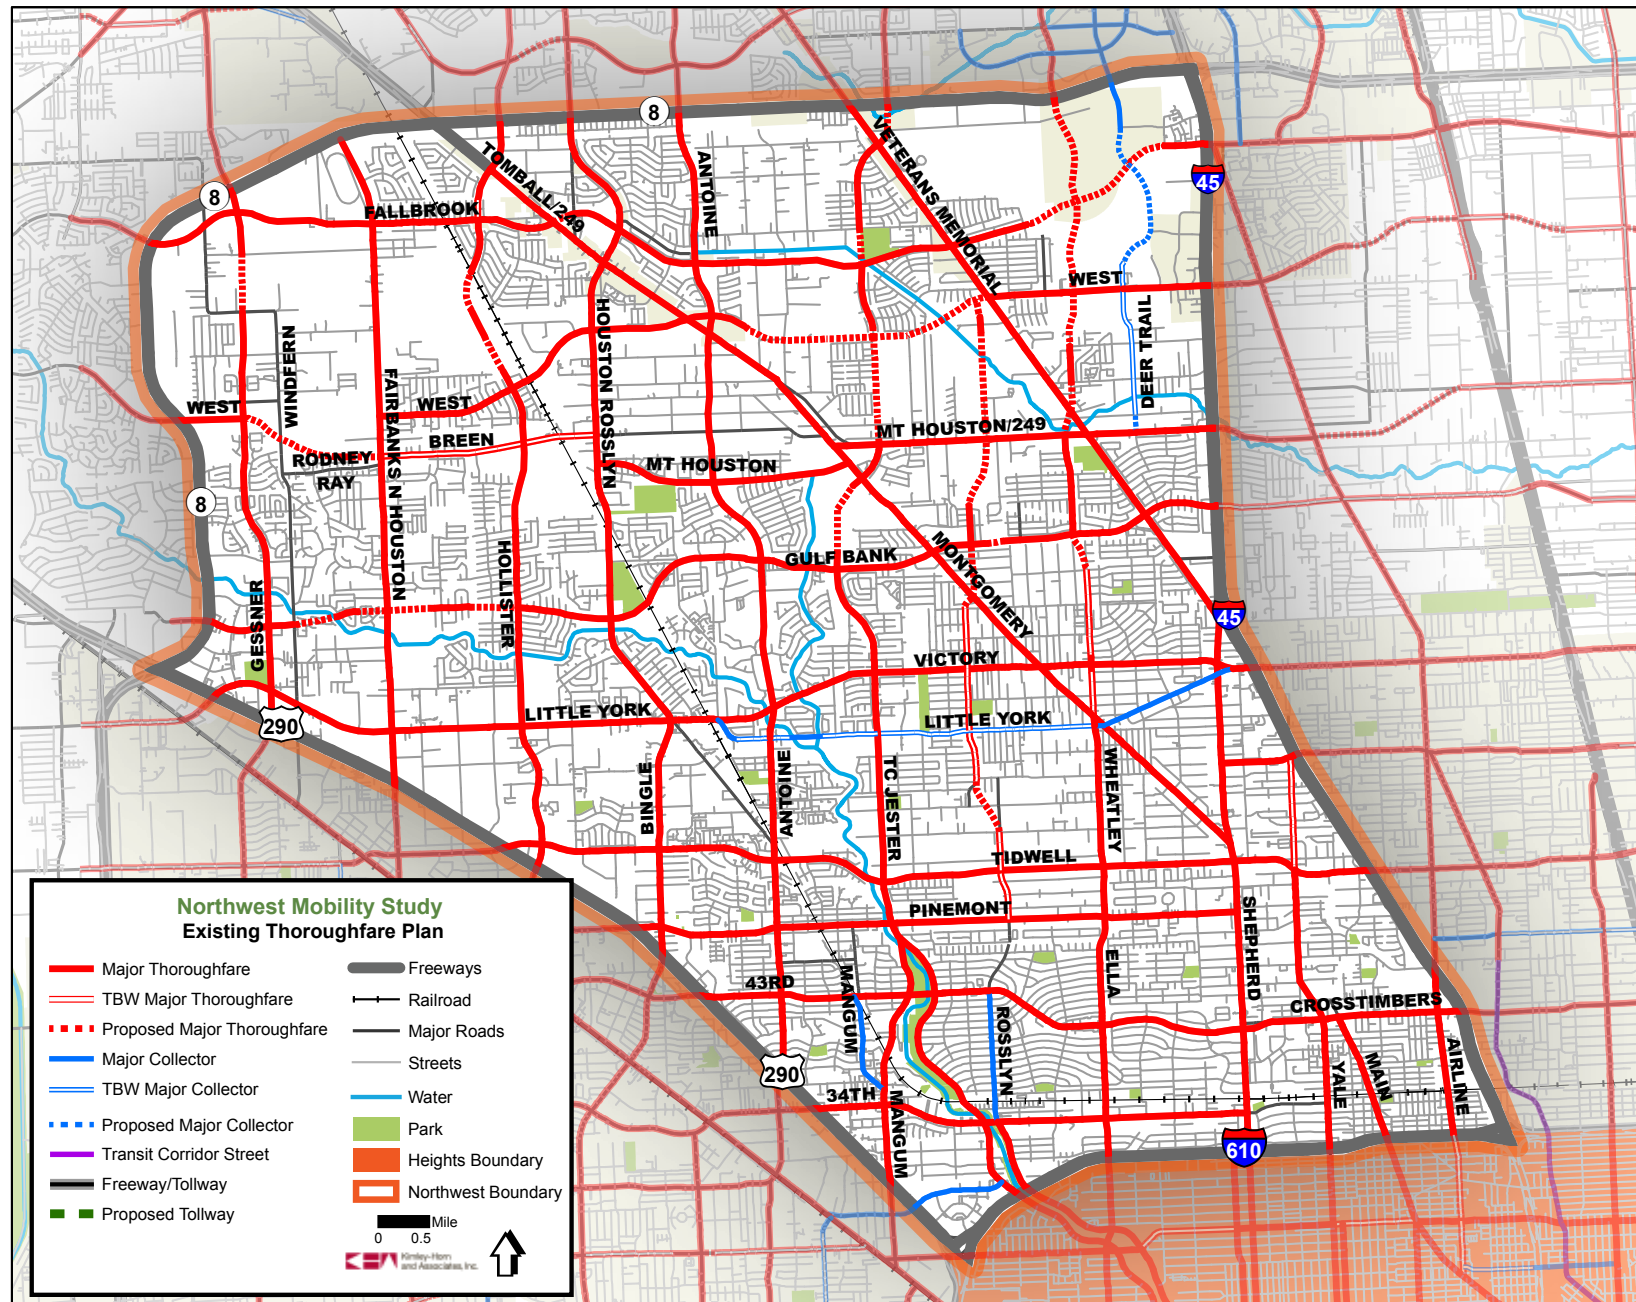 8
8
45
TOMBALL/249
ANTOINE
VETERANS MEMORIAL
FALLBROOK
WEST
DEER TRAIL
HOUSTON ROSSLYN
WINDFERN
FAIRBANKS N HOUSTON
WEST
WEST
BREEN
MT HOUSTON/249
RODNEY
RAY
MT HOUSTON
8
HOLLISTER
GULF BANK
MONTGOMERY
GESSNER
45
VICTORY
LITTLE YORK
LITTLE YORK
290
BINGLE
ANTOINE
TC JESTER
WHEATLEY
TIDWELL
PINEMONT
SHEPHERD
ELLA
43RD
MANGUM
ROSSLYN
CROSSTIMBERS
290
34TH
MANGUM
YALE
MAIN
AIRLINE
610
Northwest Mobility Study
Existing Thoroughfare Plan
Major Thoroughfare
TBW Major Thoroughfare
Proposed Major Thoroughfare
Major Collector
TBW Major Collector
Proposed Major Collector
Transit Corridor Street
Freeway/Tollway
Proposed Tollway
Freeways
Railroad
Major Roads
Streets
Water
Park
Heights Boundary
Northwest Boundary
Mile
0 0.5
Kimley-Horn
and Associates, Inc.